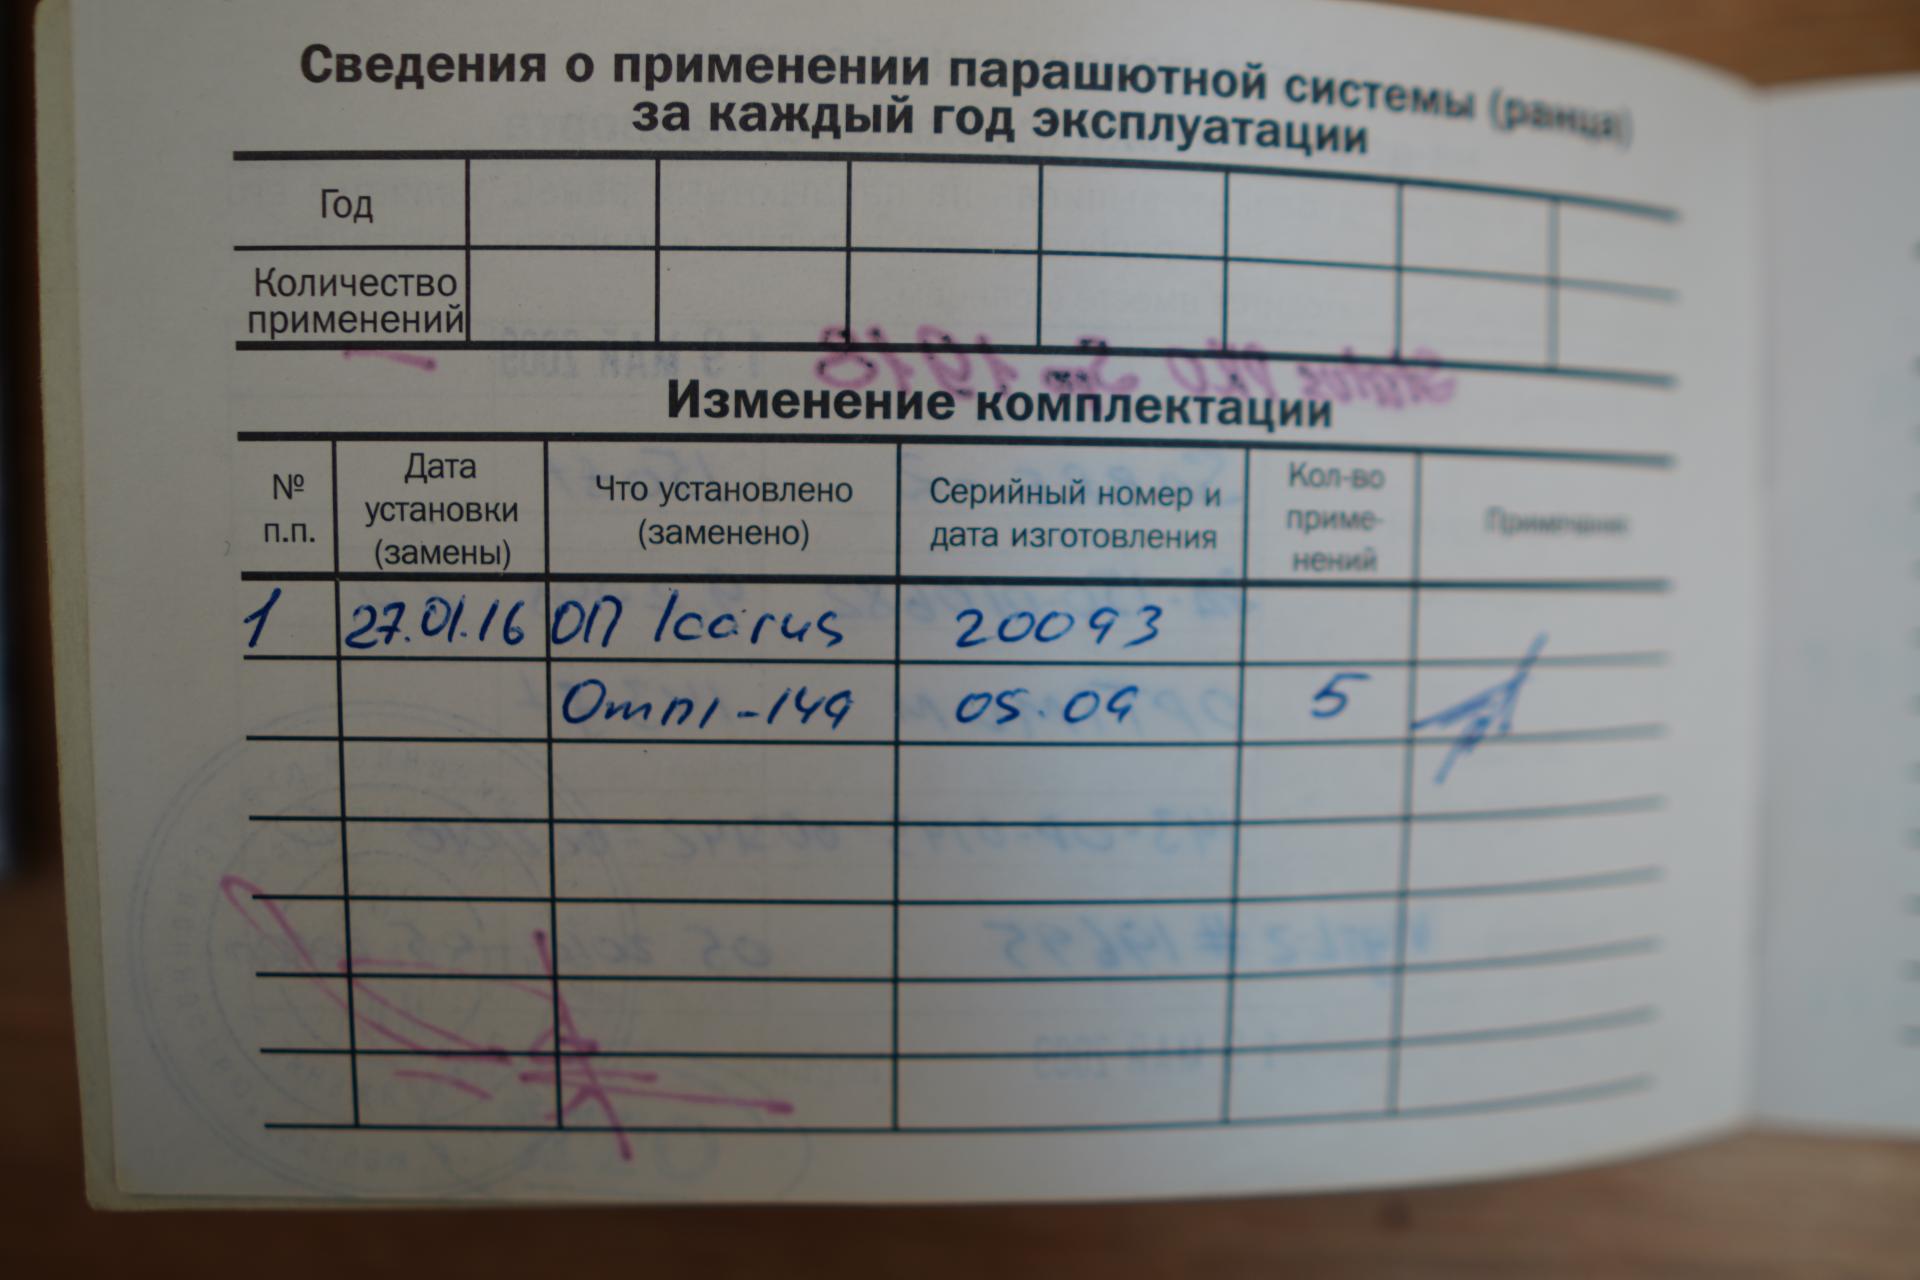 Сведения о применении парашютной системы (ранца)
за каждый год эксплуатации
Год
Количество
применений
Изменение комплектации
№
п.п.
Дата
установки
(замены)
Что установлено
(заменено)
Серийный номер и
дата изготовления
Кол-во
приме-
нений
Примечание
1 27.01.16 ОП Icarus 20093
Omni-149 05.09 5